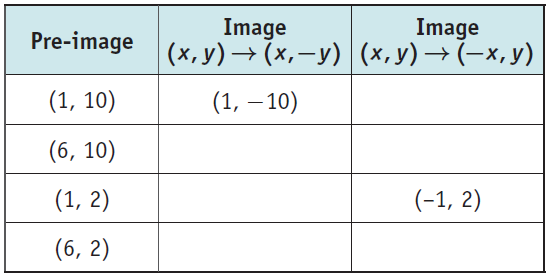 Pre-image
Image
(x, y) → (x, −y)
Image
(x, y) → (−x, y)
(1, 10)
(1, −10)
(6, 10)
(1, 2)
(-1, 2)
(6, 2)